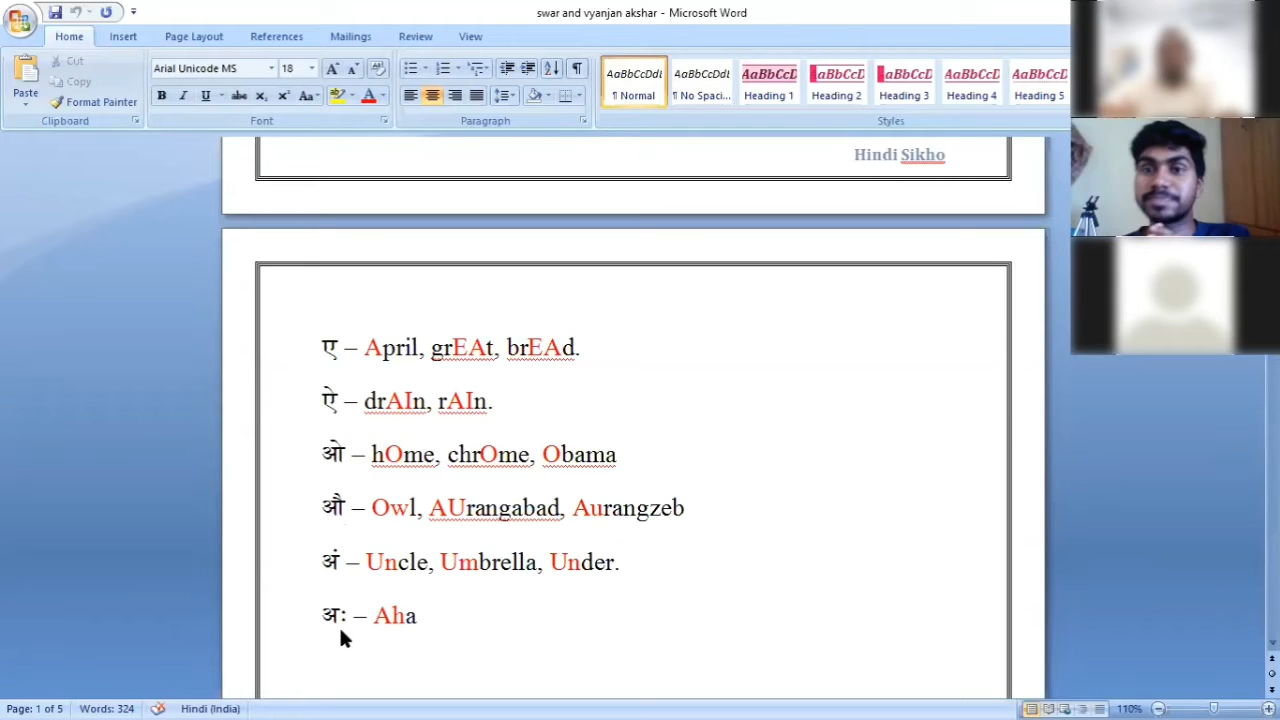 swar and vyanjan akshar - Microsoft Word
Home Insert Page Layout References Mailings Review View
Paste
Cut
Copy
Format Painter
Clipboard
Arial Unicode MS 18
Font
Paragraph
AaBbCcDdI AaBbCcDdI AaBbCcD AaBbCcD AaBbCcD AaBbCcD AaBbCcD
¶ Normal ¶ No Spaci... Heading 1 Heading 2 Heading 3 Heading 4 Heading 5
Styles
Hindi Sikho
ए – April, grEAt, brEAd.
ऐ – drAIn, rAIn.
ओ – hOme, chrOme, Obama
औ – Owl, AUrangabad, Aurangzeb
अं – Uncle, Umbrella, Under.
अः – Aha
Page: 1 of 5 Words: 324 Hindi (India) 110%